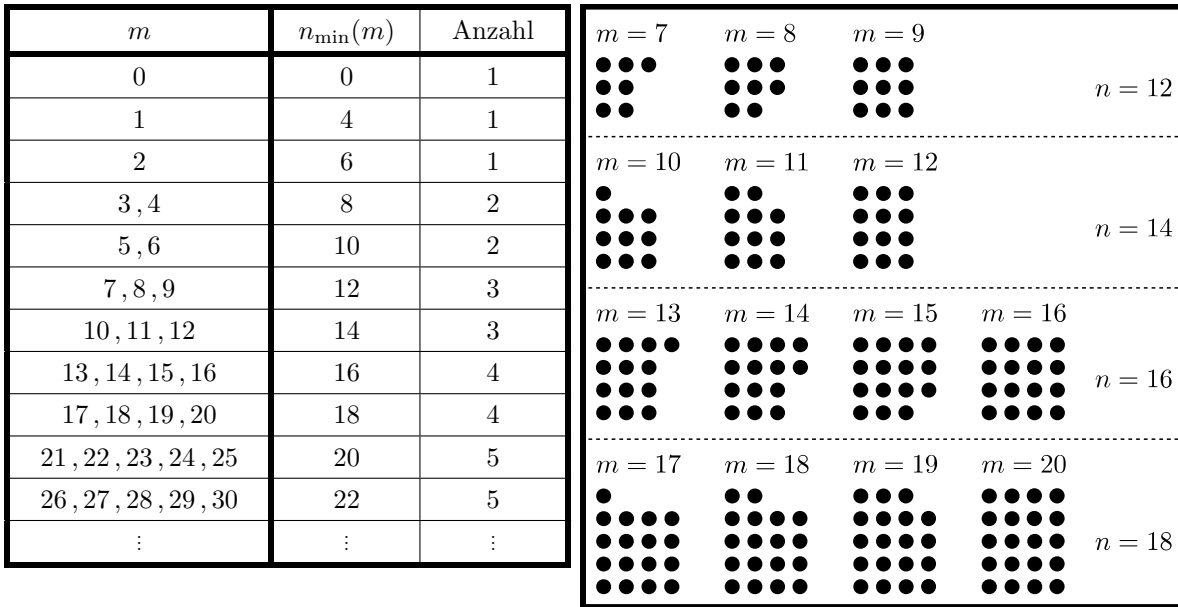 m n_min(m) Anzahl
0 0 1
1 4 1
2 6 1
3 , 4 8 2
5 , 6 10 2
7 , 8 , 9 12 3
10 , 11 , 12 14 3
13 , 14 , 15 , 16 16 4
17 , 18 , 19 , 20 18 4
21 , 22 , 23 , 24 , 25 20 5
26 , 27 , 28 , 29 , 30 22 5
⋮ ⋮ ⋮
m = 7 m = 8 m = 9
n = 12
m = 10 m = 11 m = 12
n = 14
m = 13 m = 14 m = 15 m = 16
n = 16
m = 17 m = 18 m = 19 m = 20
n = 18